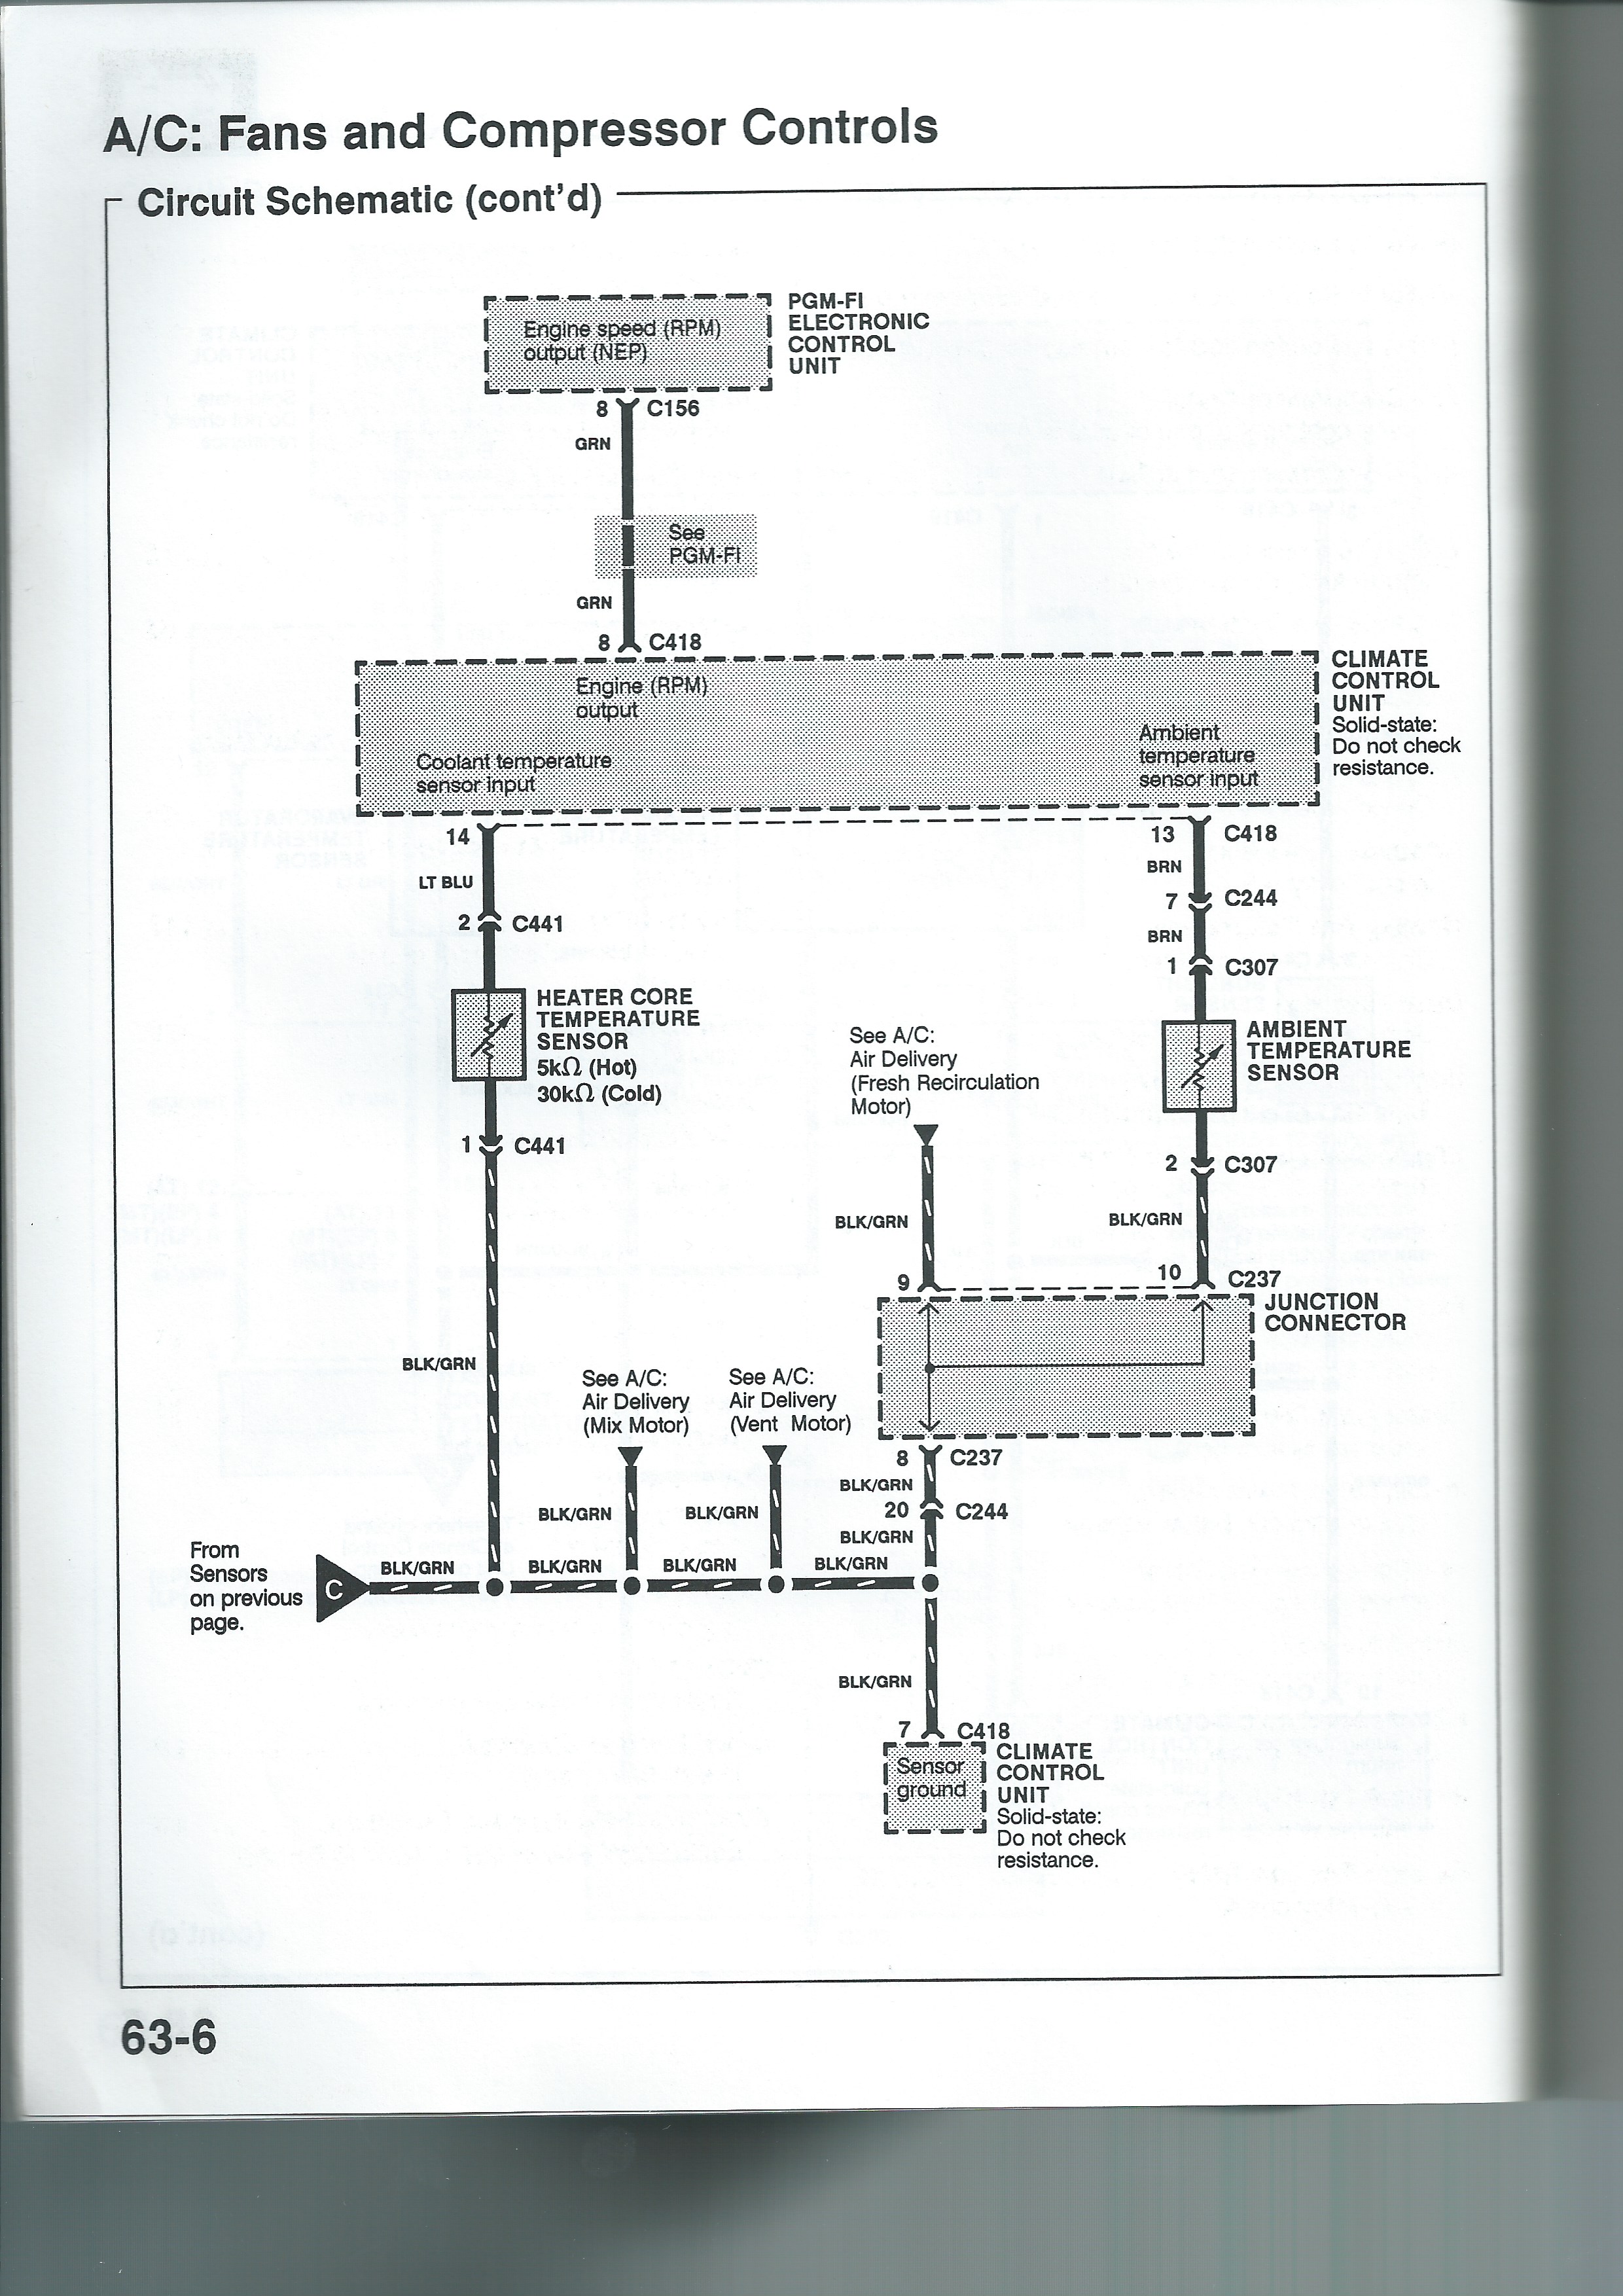 A/C: Fans and Compressor Controls
Circuit Schematic (cont'd)
Engine speed (RPM)
output (NEP)
PGM-FI
ELECTRONIC
CONTROL
UNIT
8 C156
GRN
See
PGM-FI
GRN
8 C418
Engine (RPM)
output
Coolant temperature
sensor input
Ambient
temperature
sensor input
CLIMATE
CONTROL
UNIT
Solid-state:
Do not check
resistance.
14
LT BLU
2 C441
HEATER CORE
TEMPERATURE
SENSOR
5kΩ (Hot)
30kΩ (Cold)
1 C441
BLK/GRN
13 C418
BRN
7 C244
BRN
1 C307
AMBIENT
TEMPERATURE
SENSOR
2 C307
BLK/GRN
10 C237
See A/C:
Air Delivery
(Fresh Recirculation
Motor)
BLK/GRN
9
JUNCTION
CONNECTOR
8 C237
BLK/GRN
20 C244
BLK/GRN
See A/C:
Air Delivery
(Mix Motor)
BLK/GRN
See A/C:
Air Delivery
(Vent Motor)
BLK/GRN
From
Sensors
on previous
page.
C
BLK/GRN
BLK/GRN
BLK/GRN
BLK/GRN
BLK/GRN
7 C418
Sensor
ground
CLIMATE
CONTROL
UNIT
Solid-state:
Do not check
resistance.
63-6